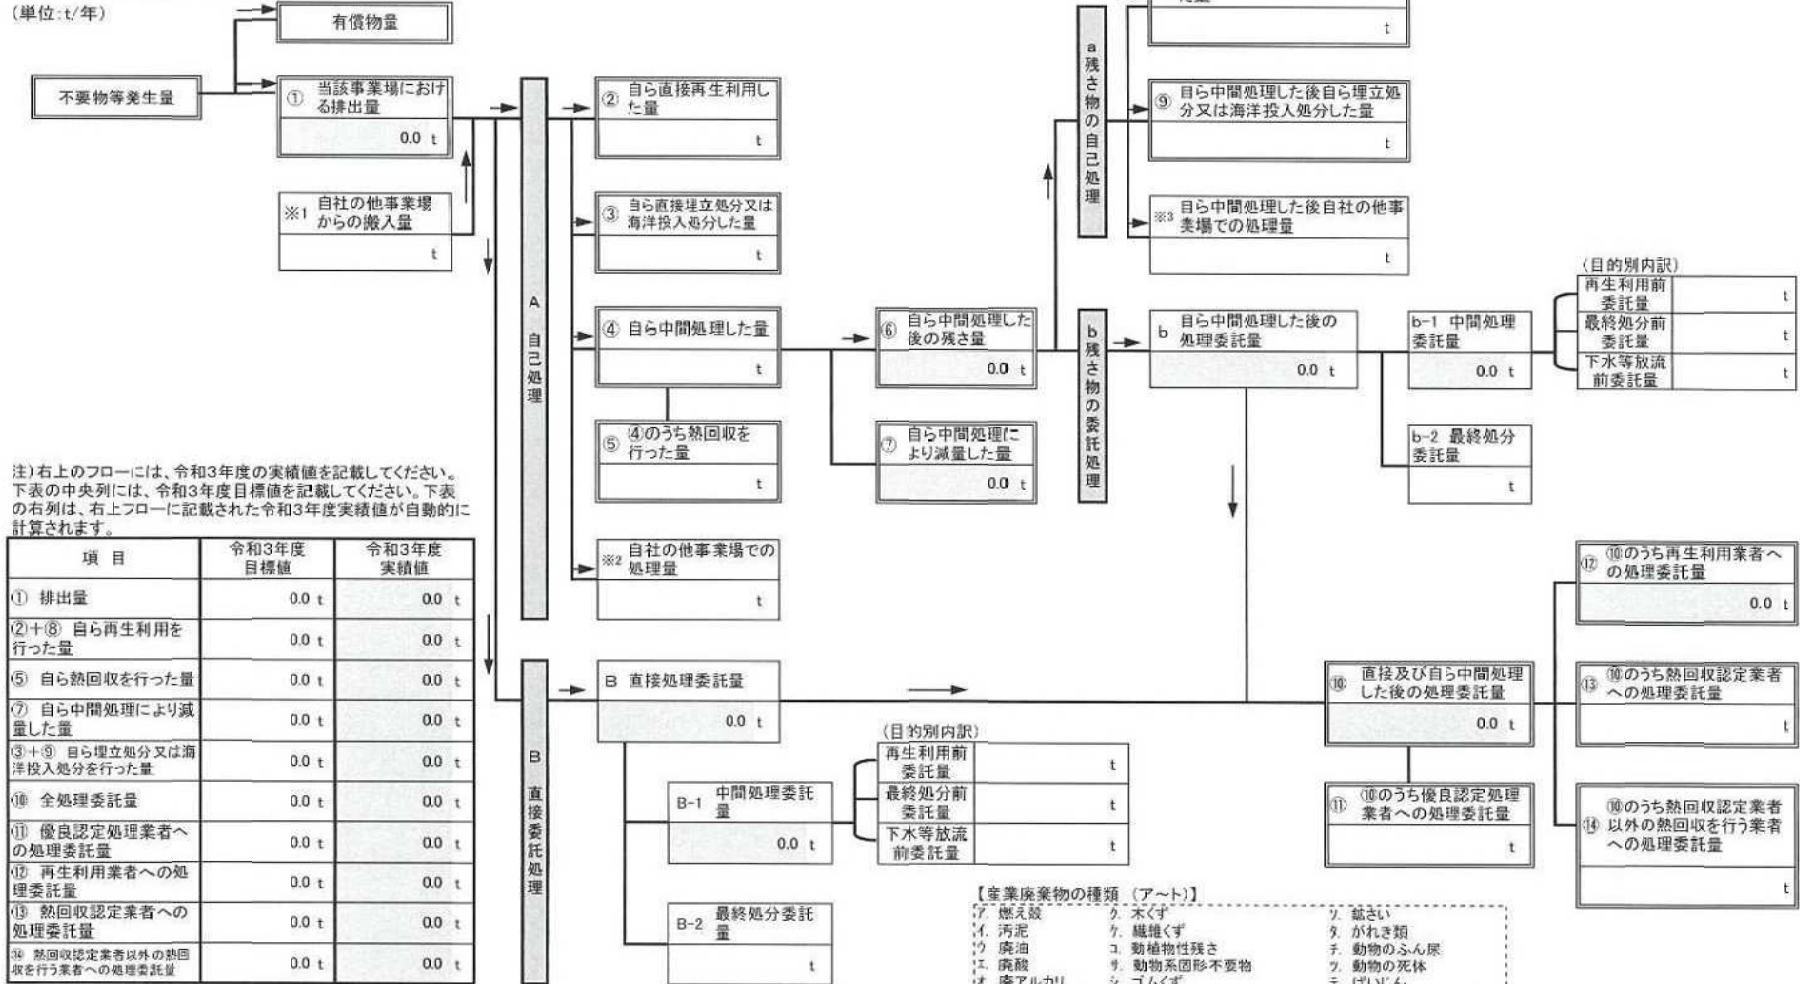 (単位:t/年)
有償物量
不要物等発生量
① 当該事業場におけ
る排出量
0.0 t
※1 自社の他事業場
からの搬入量
t
A 自己処理
② 自ら直接再生利用し
た量
t
③ 自ら直接埋立処分又は
海洋投入処分した量
t
④ 自ら中間処理した量
t
⑤ ④のうち熱回収を
行った量
t
※2 自社の他事業場での
処理量
t
⑥ 自ら中間処理した
後の残さ量
0.0 t
⑦ 自ら中間処理に
より減量した量
0.0 t
a 残さ物の自己処理
t
⑨ 自ら中間処理した後自ら埋立処
分又は海洋投入処分した量
t
※3 自ら中間処理した後自社の他事
業場での処理量
t
b 残さ物の委託処理
b 自ら中間処理した後の
処理委託量
0.0 t
b-1 中間処理
委託量
0.0 t
(目的別内訳)
再生利用前
委託量
t
最終処分前
委託量
t
下水等放流
前委託量
t
b-2 最終処分
委託量
t
注)右上のフローには、令和3年度の実績値を記載してください。
下表の中央列には、令和3年度目標値を記載してください。下表
の右列は、右上フローに記載された令和3年度実績値が自動的に
計算されます。
項 目 令和3年度
目標値 令和3年度
実績値
① 排出量 0.0 t 0.0 t
②+⑧ 自ら再生利用を
行った量 0.0 t 0.0 t
⑤ 自ら熱回収を行った量 0.0 t 0.0 t
⑦ 自ら中間処理により減
量した量 0.0 t 0.0 t
③+⑨ 自ら埋立処分又は海
洋投入処分を行った量 0.0 t 0.0 t
⑩ 全処理委託量 0.0 t 0.0 t
⑪ 優良認定処理業者へ
の処理委託量 0.0 t 0.0 t
⑫ 再生利用業者への処
理委託量 0.0 t 0.0 t
⑬ 熱回収認定業者への
処理委託量 0.0 t 0.0 t
⑭ 熱回収認定業者以外の熱回
収を行う業者への処理委託量 0.0 t 0.0 t
B 直接委託処理
B 直接処理委託量
0.0 t
B-1 中間処理委託
量
0.0 t
(目的別内訳)
再生利用前
委託量
t
最終処分前
委託量
t
下水等放流
前委託量
t
B-2 最終処分委託
量
t
⑩ 直接及び自ら中間処理
した後の処理委託量
0.0 t
⑪ ⑩のうち優良認定処理
業者への処理委託量
t
⑫ ⑩のうち再生利用業者へ
の処理委託量
0.0 t
⑬ ⑩のうち熱回収認定業者
への処理委託量
t
⑭ ⑩のうち熱回収認定業者
以外の熱回収を行う業者
への処理委託量
t
【産業廃棄物の種類 (ア~ト)】
ア. 燃え殻 ク. 木くず ソ. 鉱さい
イ. 汚泥 ケ. 繊維くず タ. がれき類
ウ 廃油 コ. 動植物性残さ チ. 動物のふん尿
エ. 廃酸 サ. 動物系固形不要物 ツ. 動物の死体
オ. 廃アルカリ シ. ゴムくず テ. ばいじん